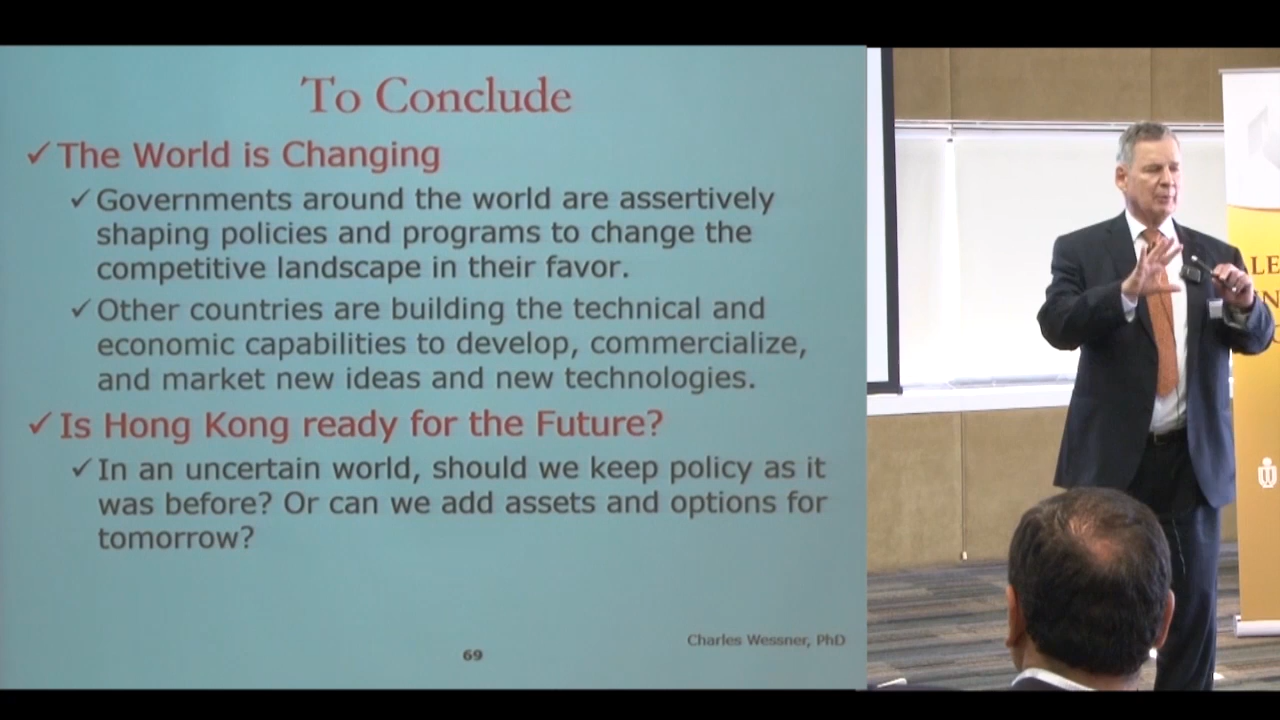 To Conclude
✓ The World is Changing
✓ Governments around the world are assertively
shaping policies and programs to change the
competitive landscape in their favor.
✓ Other countries are building the technical and
economic capabilities to develop, commercialize,
and market new ideas and new technologies.
✓ Is Hong Kong ready for the Future?
✓ In an uncertain world, should we keep policy as it
was before? Or can we add assets and options for
tomorrow?
Charles Wessner, PhD
69
LE